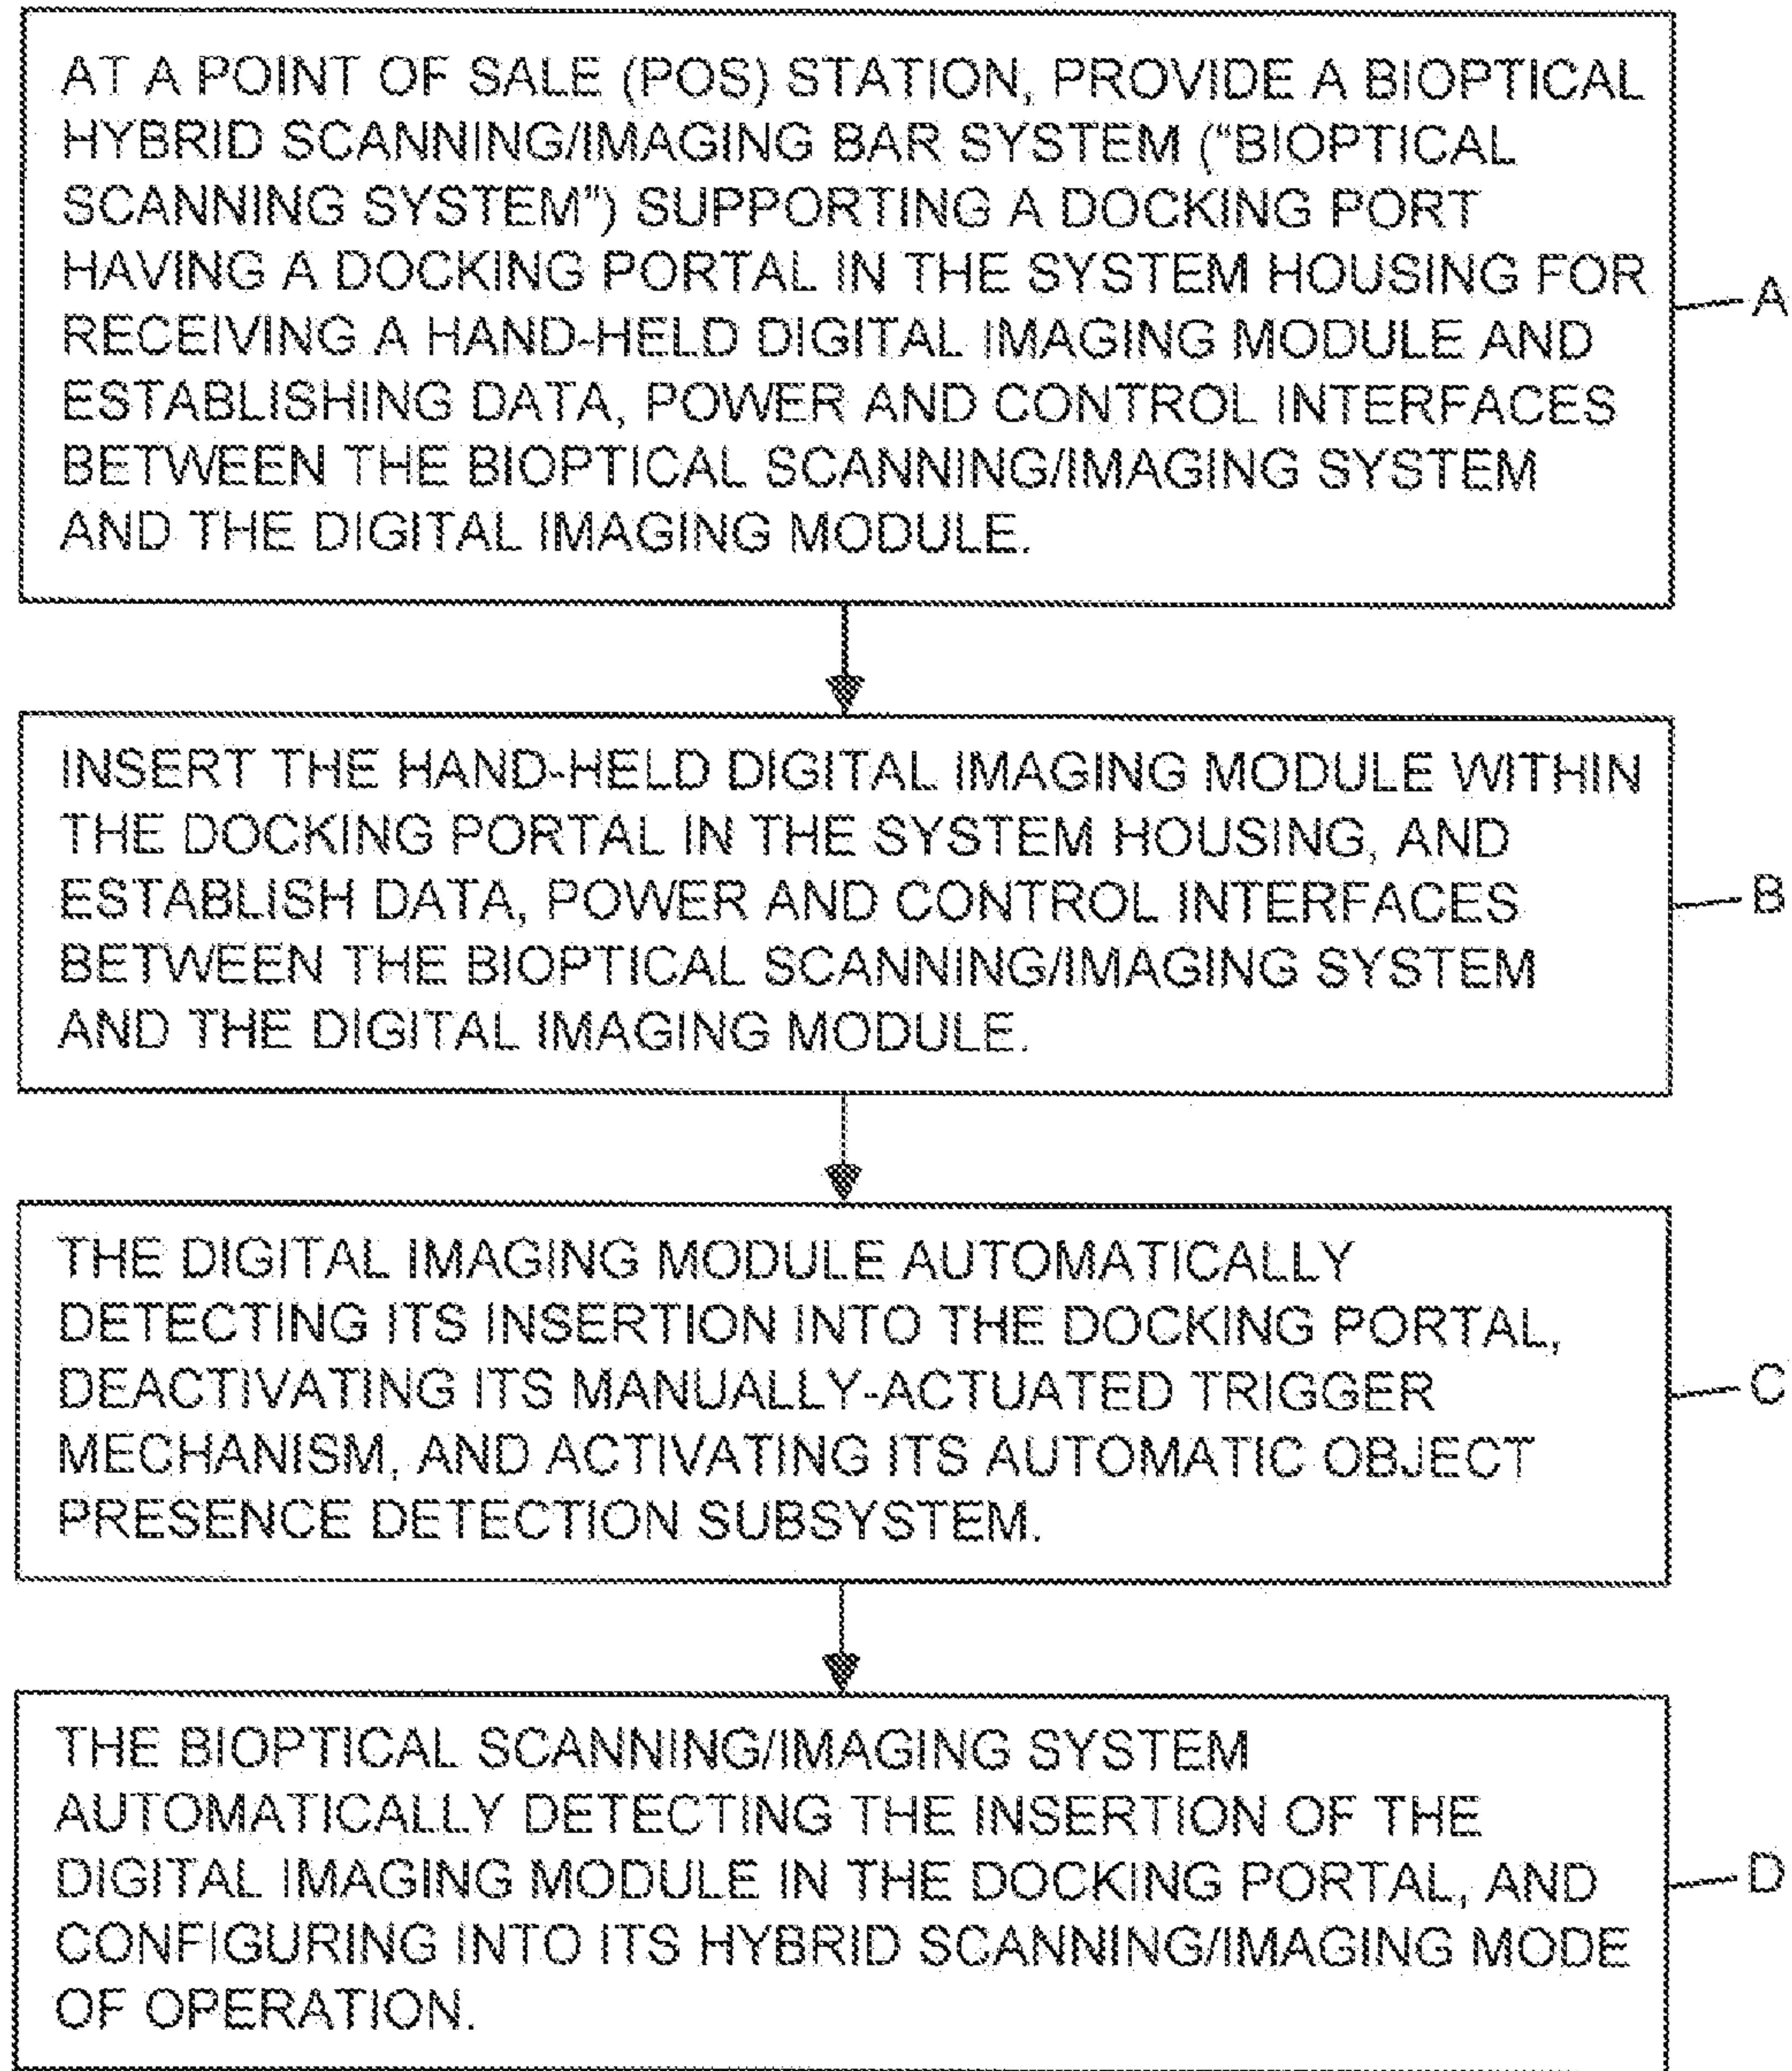 AT A POINT OF SALE (POS) STATION, PROVIDE A BIOPTICAL
HYBRID SCANNING/IMAGING BAR SYSTEM ("BIOPTICAL
SCANNING SYSTEM") SUPPORTING A DOCKING PORT
HAVING A DOCKING PORTAL IN THE SYSTEM HOUSING FOR
RECEIVING A HAND-HELD DIGITAL IMAGING MODULE AND
ESTABLISHING DATA, POWER AND CONTROL INTERFACES
BETWEEN THE BIOPTICAL SCANNING/IMAGING SYSTEM
AND THE DIGITAL IMAGING MODULE.
A
INSERT THE HAND-HELD DIGITAL IMAGING MODULE WITHIN
THE DOCKING PORTAL IN THE SYSTEM HOUSING, AND
ESTABLISH DATA, POWER AND CONTROL INTERFACES
BETWEEN THE BIOPTICAL SCANNING/IMAGING SYSTEM
AND THE DIGITAL IMAGING MODULE.
B
THE DIGITAL IMAGING MODULE AUTOMATICALLY
DETECTING ITS INSERTION INTO THE DOCKING PORTAL,
DEACTIVATING ITS MANUALLY-ACTUATED TRIGGER
MECHANISM, AND ACTIVATING ITS AUTOMATIC OBJECT
PRESENCE DETECTION SUBSYSTEM.
C
THE BIOPTICAL SCANNING/IMAGING SYSTEM
AUTOMATICALLY DETECTING THE INSERTION OF THE
DIGITAL IMAGING MODULE IN THE DOCKING PORTAL, AND
CONFIGURING INTO ITS HYBRID SCANNING/IMAGING MODE
OF OPERATION.
D